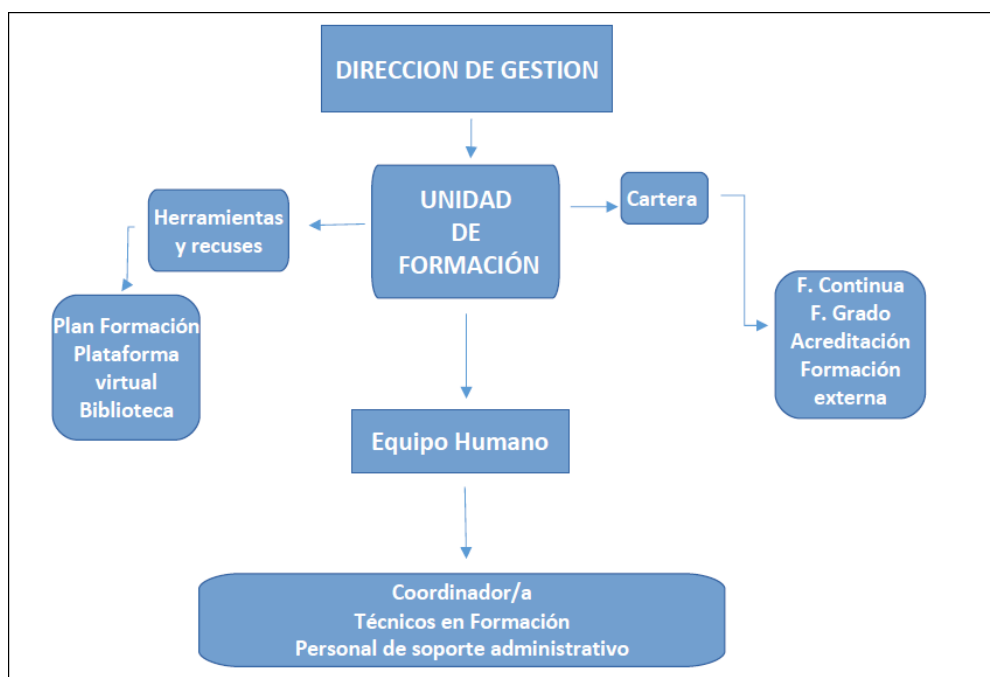 DIRECCION DE GESTION
UNIDAD
DE
FORMACIÓN
Cartera
Herramientas
y recuses
F. Continua
F. Grado
Acreditación
Formación
externa
Plan Formación
Plataforma
virtual
Biblioteca
Equipo Humano
Coordinador/a
Técnicos en Formación
Personal de soporte administrativo